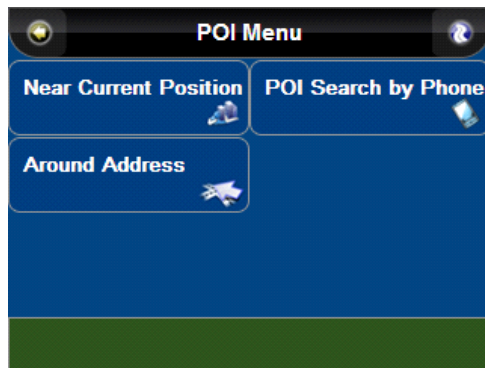 POI Menu
Near Current Position
POI Search by Phone
Around Address